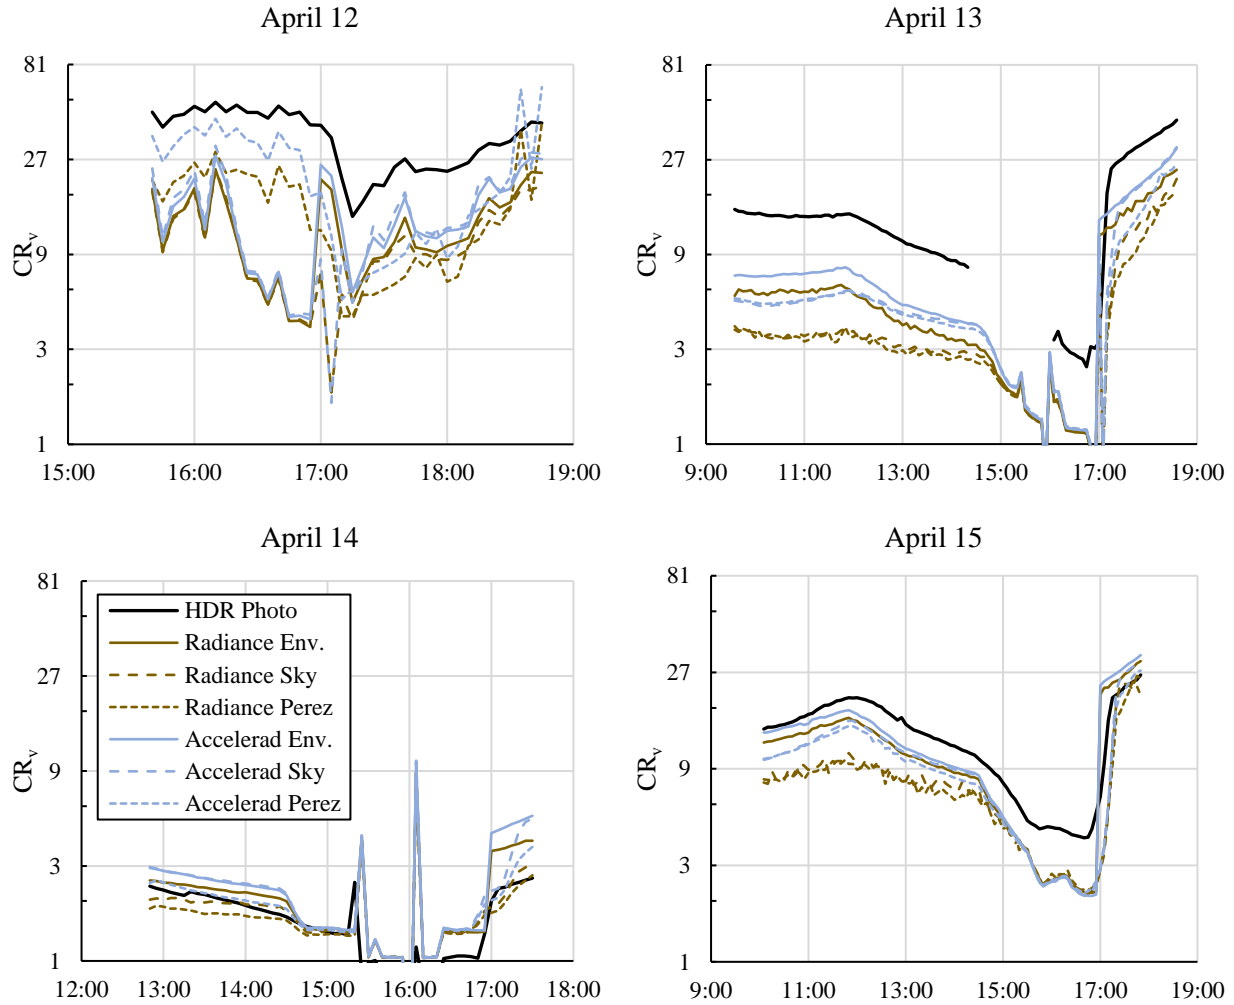 April 12
81
27
9
3
1
CRv
15:00 16:00 17:00 18:00 19:00
April 13
81
27
9
3
1
CRv
9:00 11:00 13:00 15:00 17:00 19:00
April 14
81
27
9
3
1
CRv
HDR Photo
Radiance Env.
Radiance Sky
Radiance Perez
Accelerad Env.
Accelerad Sky
Accelerad Perez
12:00 13:00 14:00 15:00 16:00 17:00 18:00
April 15
81
27
9
3
1
CRv
9:00 11:00 13:00 15:00 17:00 19:00